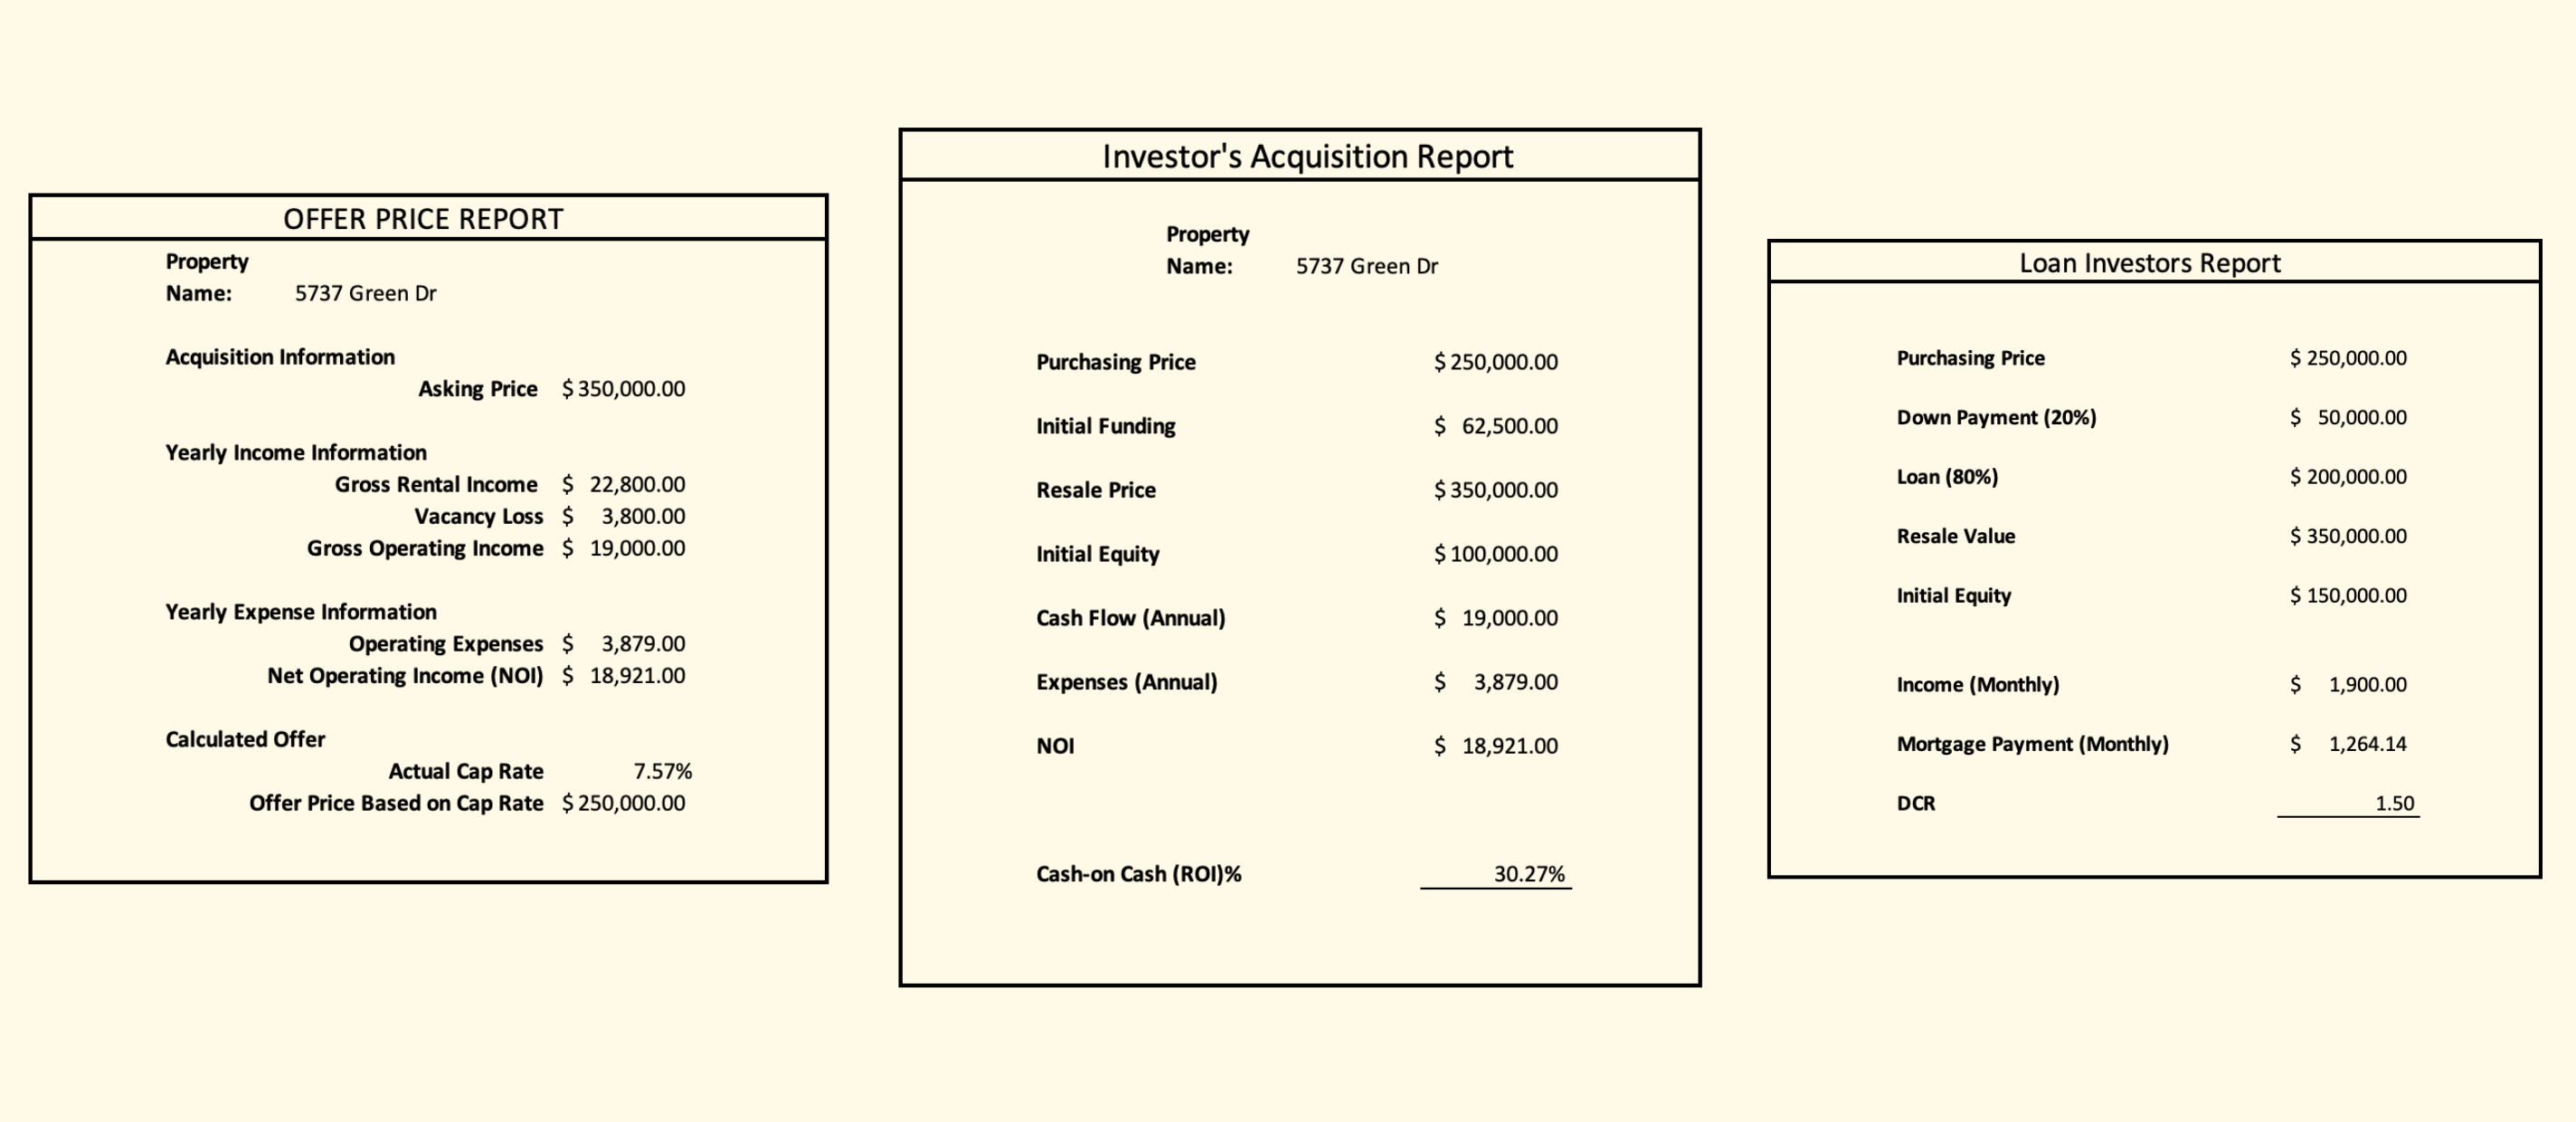 OFFER PRICE REPORT
Property
Name: 5737 Green Dr
Acquisition Information
Asking Price $ 350,000.00
Yearly Income Information
Gross Rental Income $ 22,800.00
Vacancy Loss $ 3,800.00
Gross Operating Income $ 19,000.00
Yearly Expense Information
Operating Expenses $ 3,879.00
Net Operating Income (NOI) $ 18,921.00
Calculated Offer
Actual Cap Rate 7.57%
Offer Price Based on Cap Rate $ 250,000.00
Investor's Acquisition Report
Property
Name: 5737 Green Dr
Purchasing Price $ 250,000.00
Initial Funding $ 62,500.00
Resale Price $ 350,000.00
Initial Equity $ 100,000.00
Cash Flow (Annual) $ 19,000.00
Expenses (Annual) $ 3,879.00
NOI $ 18,921.00
Cash-on Cash (ROI)% 30.27%
Loan Investors Report
Purchasing Price $ 250,000.00
Down Payment (20%) $ 50,000.00
Loan (80%) $ 200,000.00
Resale Value $ 350,000.00
Initial Equity $ 150,000.00
Income (Monthly) $ 1,900.00
Mortgage Payment (Monthly) $ 1,264.14
DCR 1.50